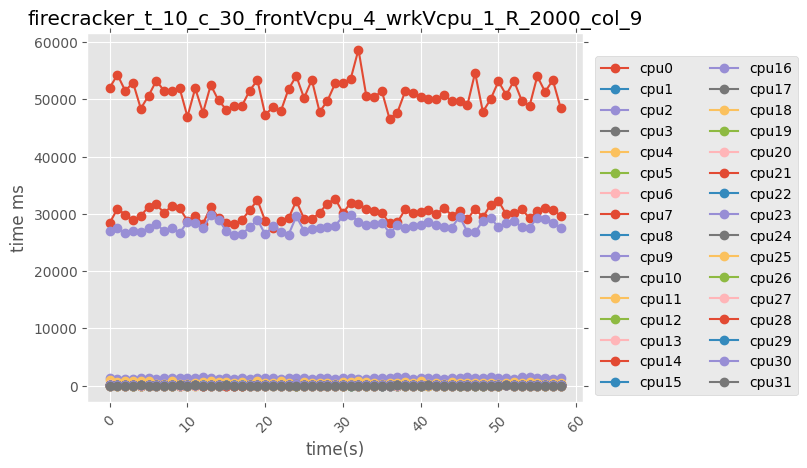 firecracker_t_10_c_30_frontVcpu_4_wrkVcpu_1_R_2000_col_9
60000
50000
40000
30000
20000
10000
0
time ms
0
10
20
30
40
50
60
time(s)
cpu0
cpu1
cpu2
cpu3
cpu4
cpu5
cpu6
cpu7
cpu8
cpu9
cpu10
cpu11
cpu12
cpu13
cpu14
cpu15
cpu16
cpu17
cpu18
cpu19
cpu20
cpu21
cpu22
cpu23
cpu24
cpu25
cpu26
cpu27
cpu28
cpu29
cpu30
cpu31